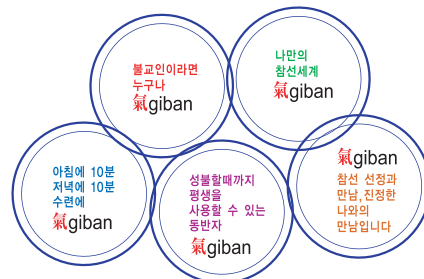 불교인이라면
누구나
氣giban
나만의
참선세계
氣giban
아침에 10분
저녁에 10분
수련에
氣giban
성불할때까지
평생을
사용할 수 있는
동반자
氣giban
氣giban
참선 선정과
만남,진정한
나와의
만남입니다